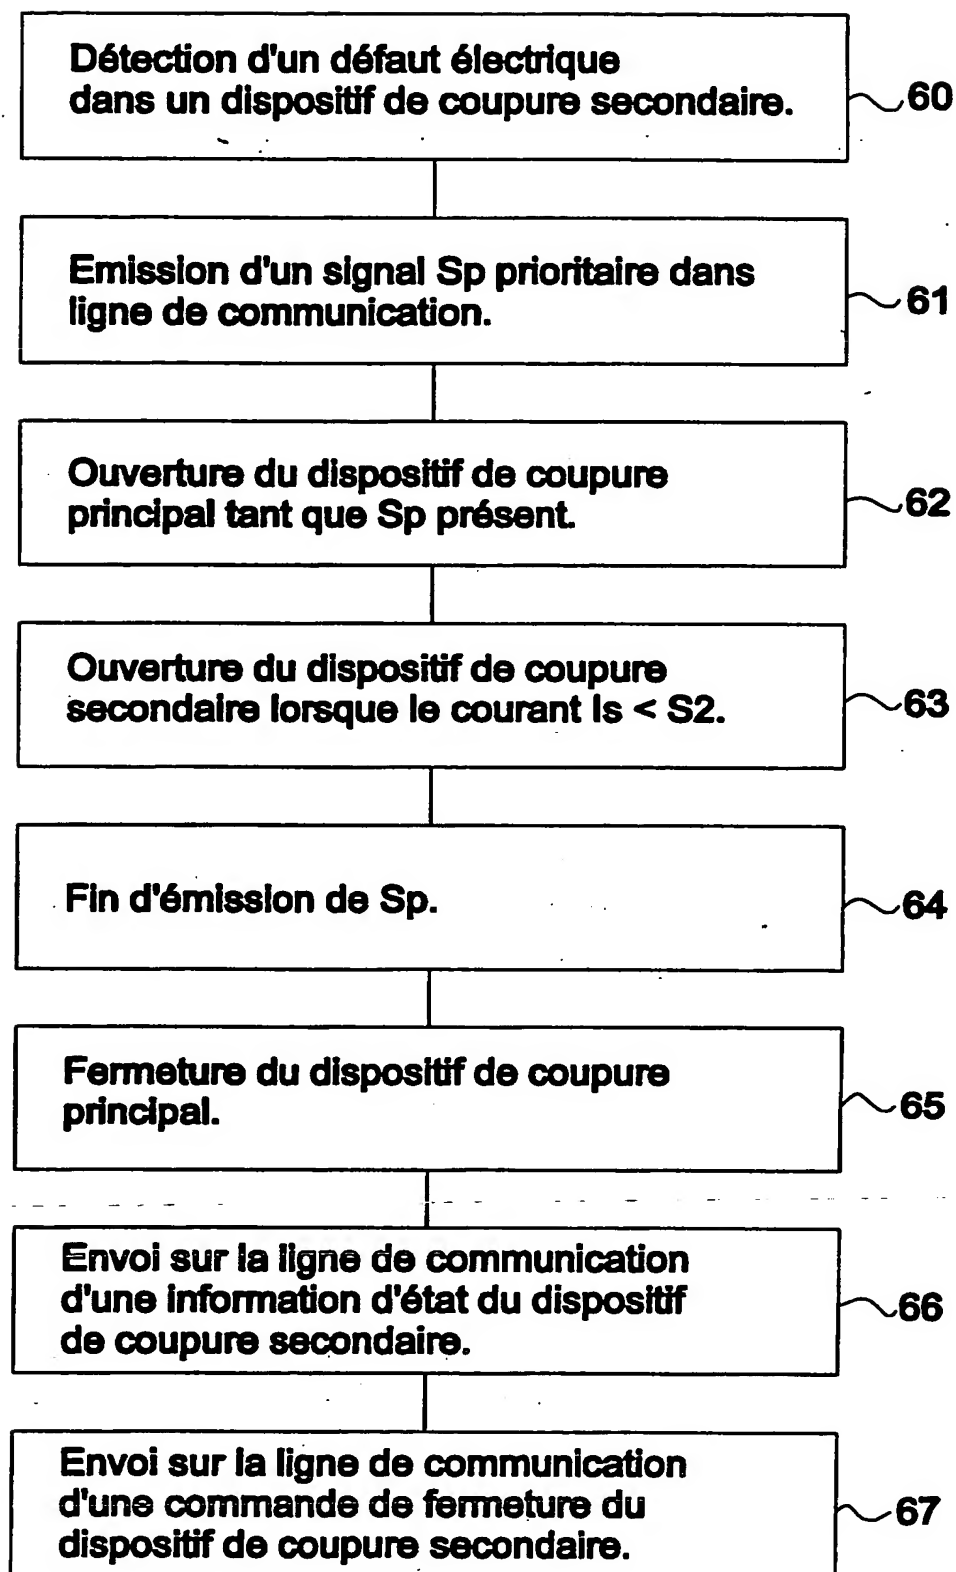 Détection d'un défaut électrique
dans un dispositif de coupure secondaire.
60
Emission d'un signal Sp prioritaire dans
ligne de communication.
61
Ouverture du dispositif de coupure
principal tant que Sp présent.
62
Ouverture du dispositif de coupure
secondaire lorsque le courant Is < S2.
63
Fin d'émission de Sp.
64
Fermeture du dispositif de coupure
principal.
65
Envoi sur la ligne de communication
d'une information d'état du dispositif
de coupure secondaire.
66
Envoi sur la ligne de communication
d'une commande de fermeture du
dispositif de coupure secondaire.
67